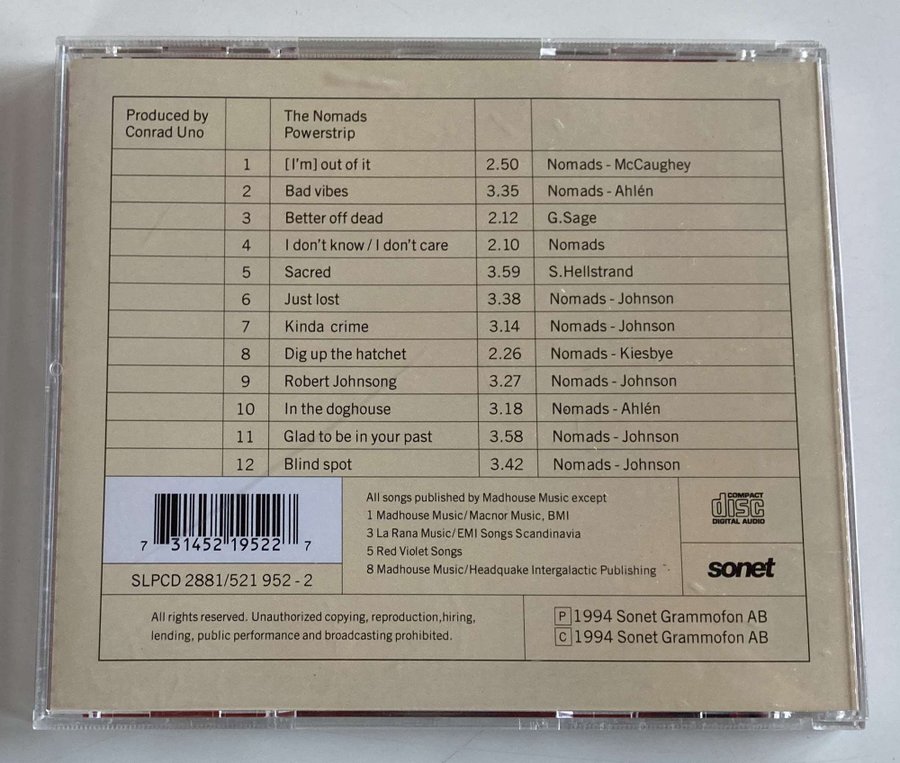 Produced by
Conrad Uno
The Nomads
Powerstrip
1 [I'm] out of it 2.50 Nomads - McCaughey
2 Bad vibes 3.35 Nomads - Ahlén
3 Better off dead 2.12 G.Sage
4 I don't know / I don't care 2.10 Nomads
5 Sacred 3.59 S.Hellstrand
6 Just lost 3.38 Nomads - Johnson
7 Kinda crime 3.14 Nomads - Johnson
8 Dig up the hatchet 2.26 Nomads - Kiesbye
9 Robert Johnsong 3.27 Nomads - Johnson
10 In the doghouse 3.18 Nomads - Ahlén
11 Glad to be in your past 3.58 Nomads - Johnson
12 Blind spot 3.42 Nomads - Johnson
7 31452 19522 7
SLPCD 2881/521 952 - 2
All songs published by Madhouse Music except
1 Madhouse Music/Macnor Music, BMI
3 La Rana Music/EMI Songs Scandinavia
5 Red Violet Songs
8 Madhouse Music/Headquake Intergalactic Publishing
COMPACT
disc
DIGITAL AUDIO
sonet
All rights reserved. Unauthorized copying, reproduction,hiring,
lending, public performance and broadcasting prohibited.
P 1994 Sonet Grammofon AB
C 1994 Sonet Grammofon AB